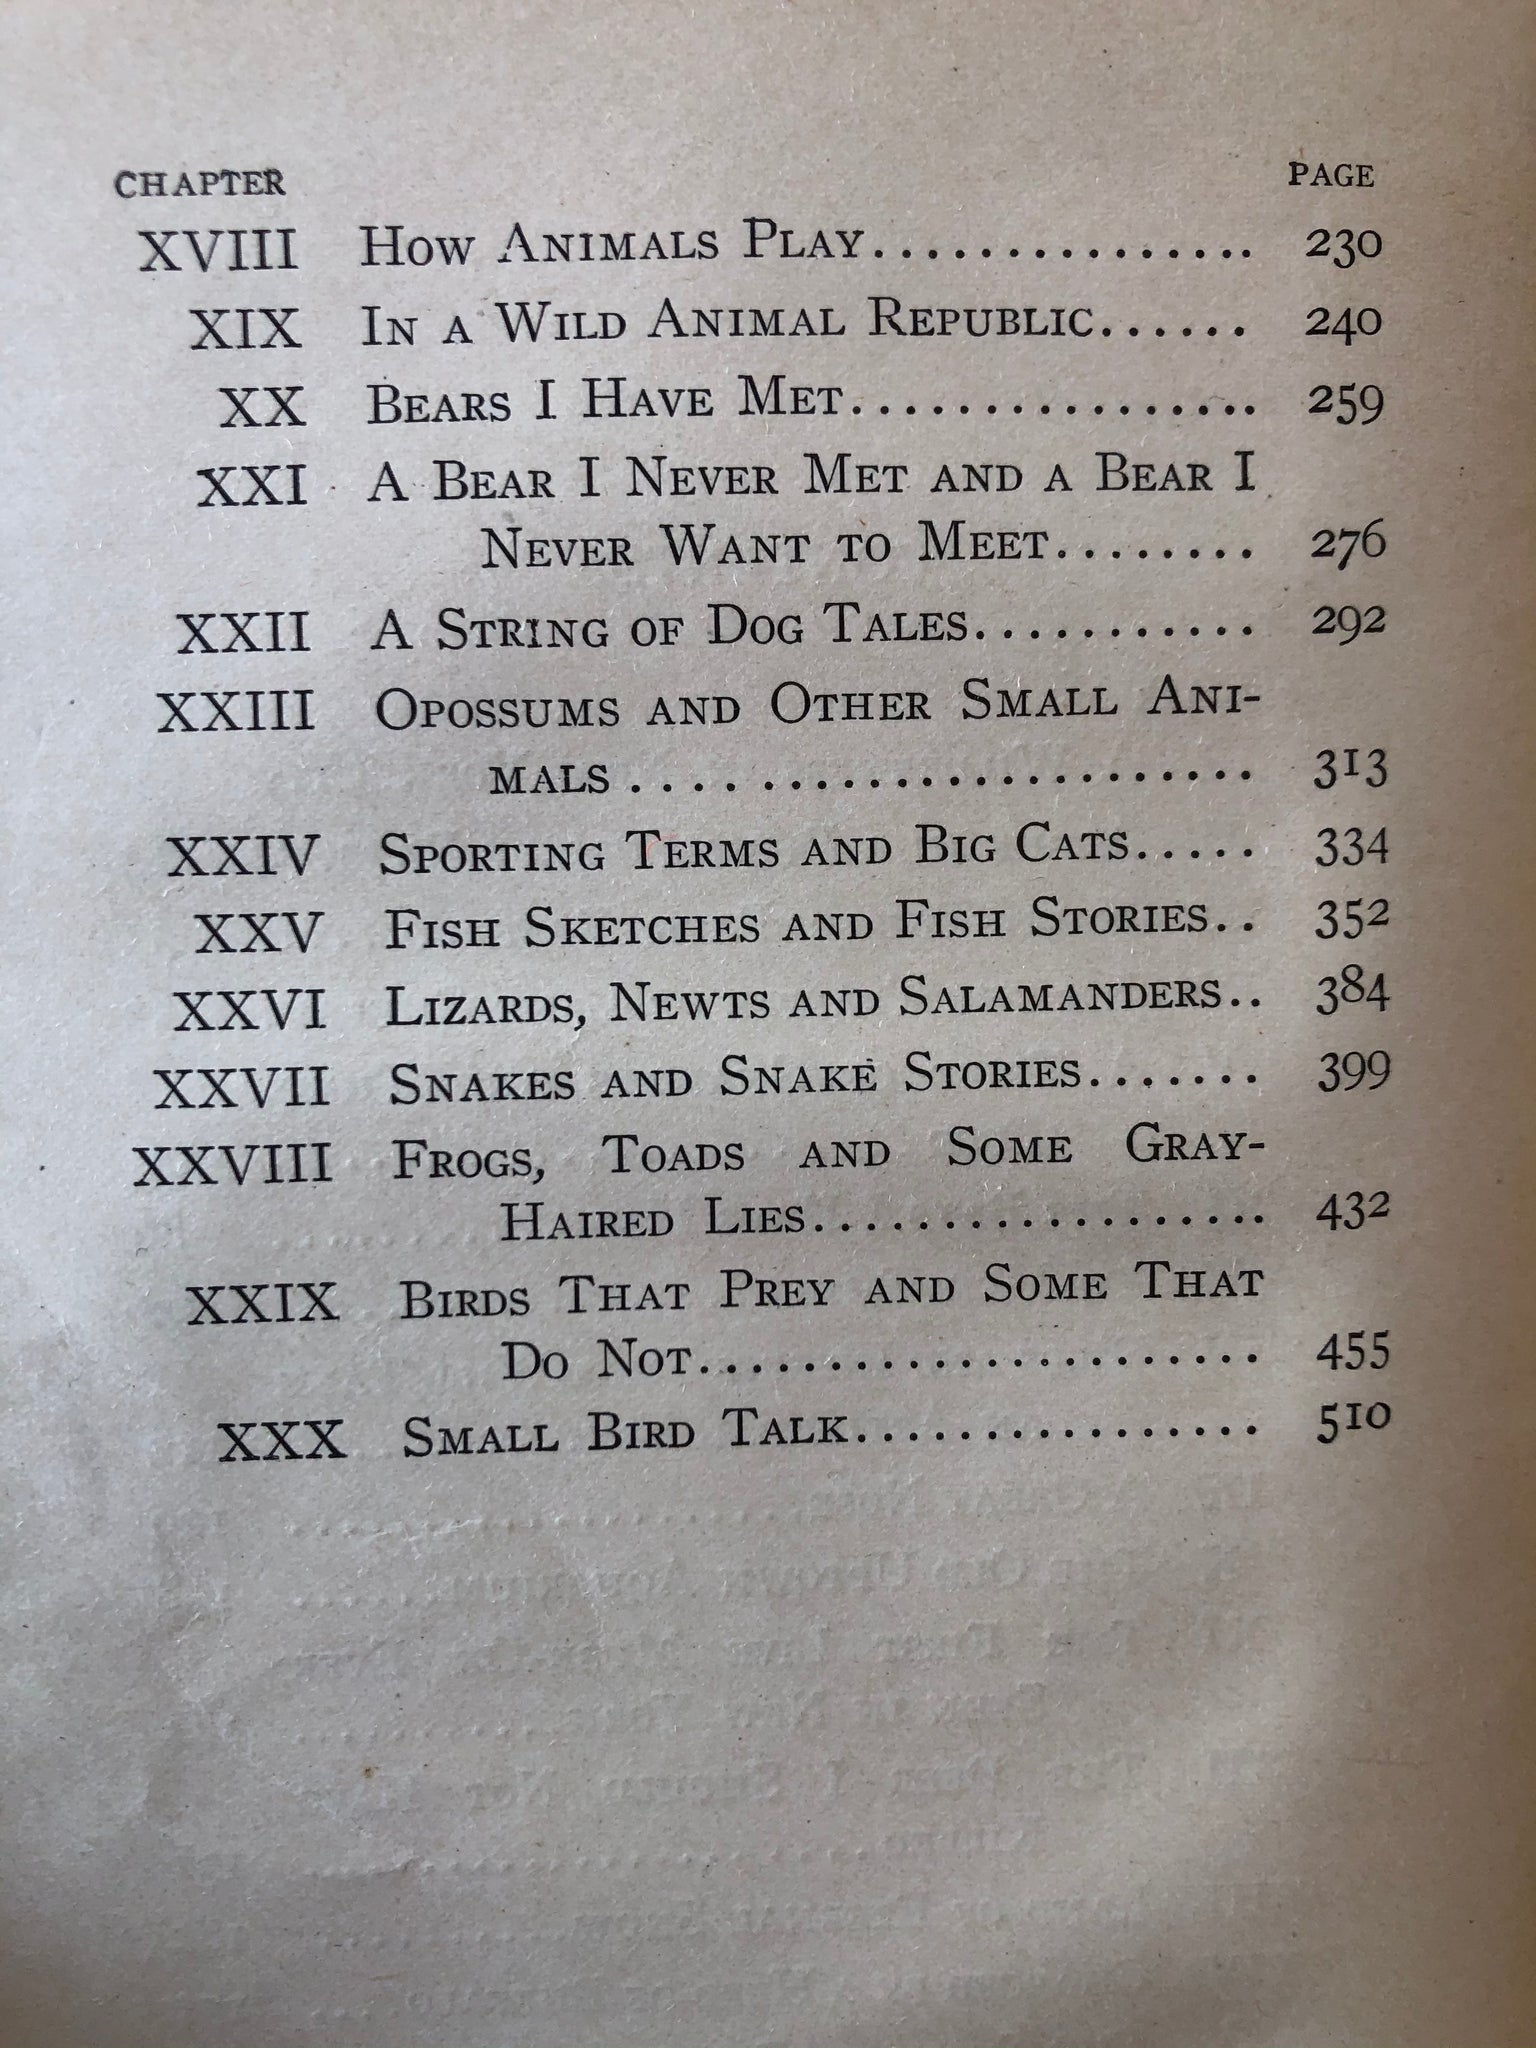 CHAPTER PAGE
XVIII HOW ANIMALS PLAY............... 230
XIX IN A WILD ANIMAL REPUBLIC...... 240
XX BEARS I HAVE MET................. 259
XXI A BEAR I NEVER MET AND A BEAR I
NEVER WANT TO MEET........ 276
XXII A STRING OF DOG TALES........... 292
XXIII OPOSSUMS AND OTHER SMALL ANI-
MALS ....................... 313
XXIV SPORTING TERMS AND BIG CATS..... 334
XXV FISH SKETCHES AND FISH STORIES.. 352
XXVI LIZARDS, NEWTS AND SALAMANDERS.. 384
XXVII SNAKES AND SNAKE STORIES....... 399
XXVIII FROGS, TOADS AND SOME GRAY-
HAIRED LIES.................. 432
XXIX BIRDS THAT PREY AND SOME THAT
DO NOT...................... 455
XXX SMALL BIRD TALK................ 510